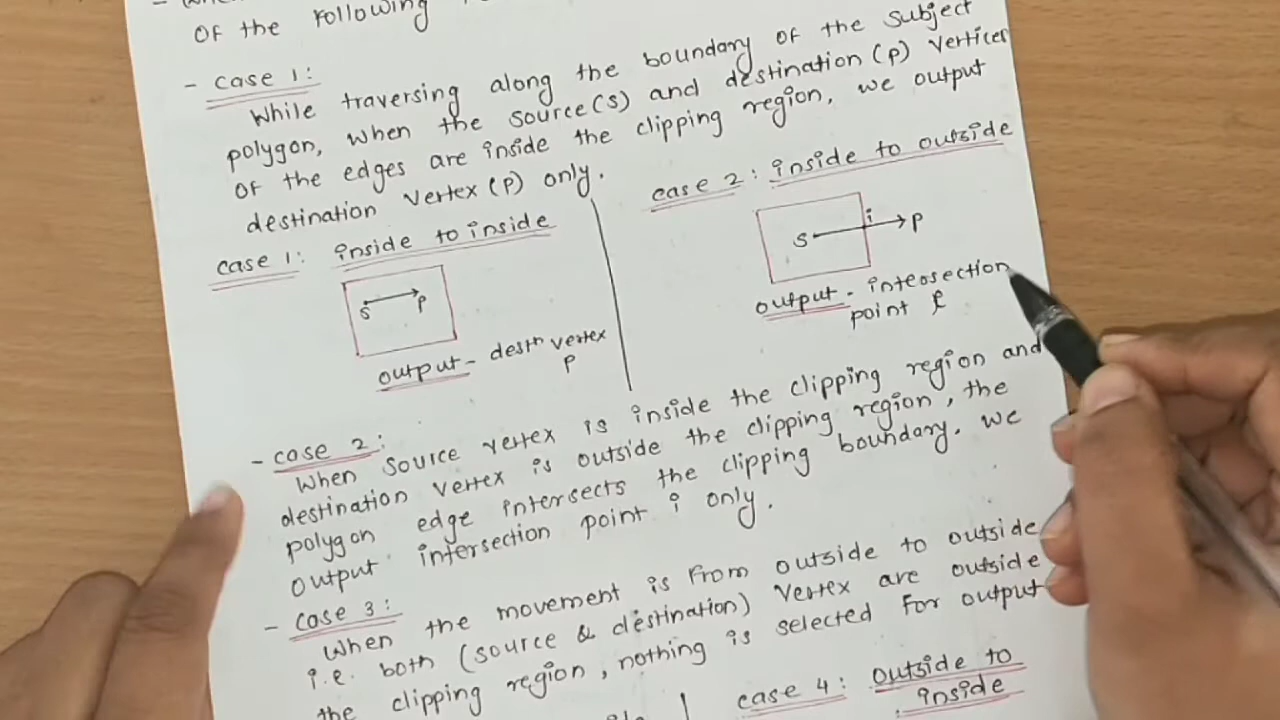 of the following
- case 1:
While traversing along the boundary of the subject
polygon, when the source(s) and destination (p) vertices
of the edges are inside the clipping region, we output
destination vertex (p) only.
case 1: inside to inside
s p
output - destn vertex
p
case 2: inside to outside
s i p
output - intersection
point i
- case 2:
When source vertex is inside the clipping region and
destination vertex is outside the clipping region, the
polygon edge intersects the clipping boundary. We
output intersection point i only.
- case 3:
When the movement is from outside to outside
i.e. both (source & destination) vertex are outside
the clipping region, nothing is selected for output
case 4: outside to
inside